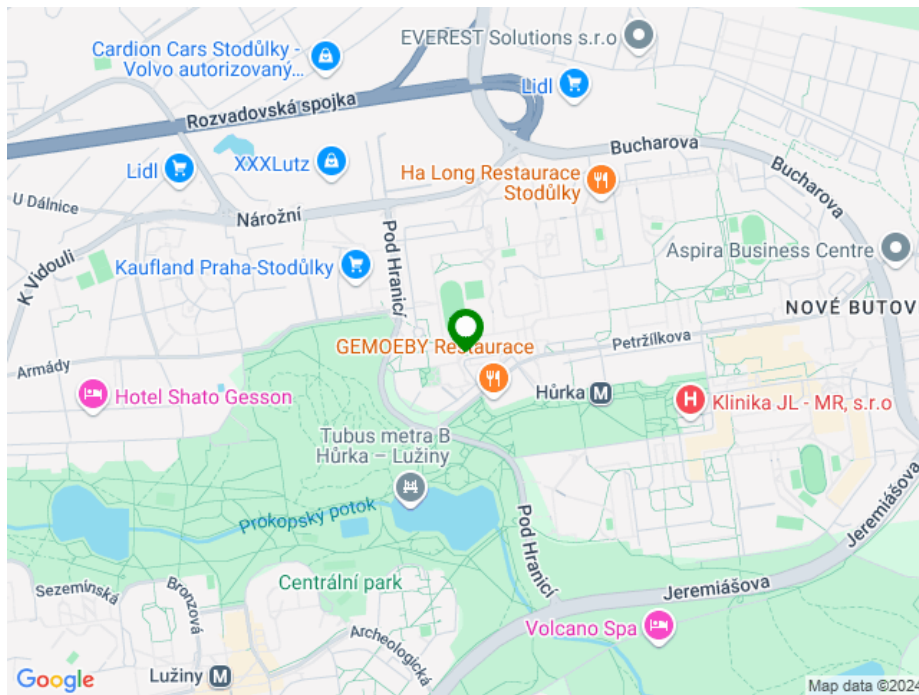 EVEREST Solutions s.r.o
Cardion Cars Stodůlky -
Volvo autorizovaný...
Lidl
Rozvadovská spojka
Bucharova
Bucharova
Lidl
XXXLutz
Ha Long Restaurace
Stodůlky
U Dálnice
Nárožní
Pod Hranicí
K Vidouli
Kaufland Praha-Stodůlky
Aspira Business Centre
NOVÉ BUTOV
GEMOEBY Restaurace
Petržílkova
Armády
Hotel Shato Gesson
Hůrka M
H Klinika JL - MR, s.r.o
Tubus metra B
Hůrka – Lužiny
Prokopský potok
Pod Hranicí
Jeremiášova
Jeremiášova
Sezemínská
Bronzová
Centrální park
Archeologická
Volcano Spa
Lužiny M
Google
Map data ©2024